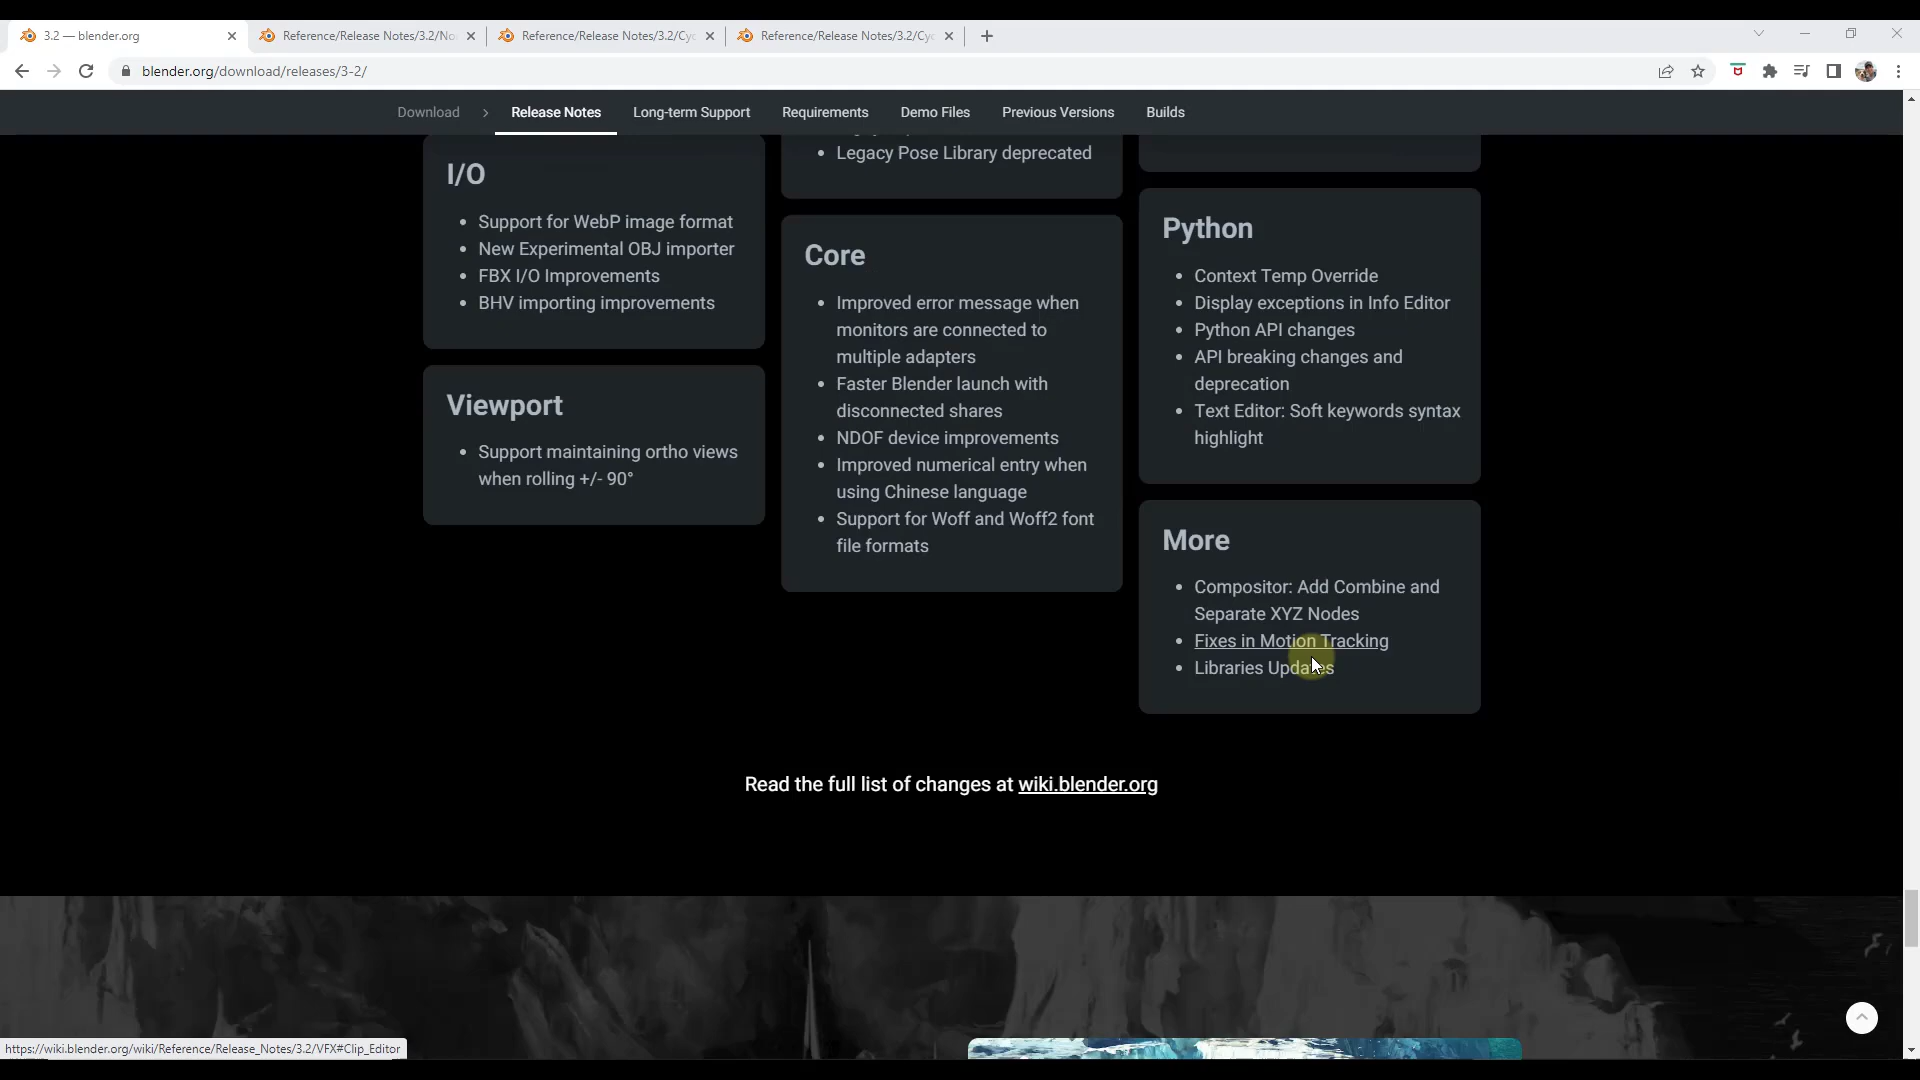 3.2 — blender.org
Reference/Release Notes/3.2/No
Reference/Release Notes/3.2/Cyc
Reference/Release Notes/3.2/Cyc
blender.org/download/releases/3-2/
Download
Release Notes
Long-term Support
Requirements
Demo Files
Previous Versions
Builds
I/O
• Support for WebP image format
• New Experimental OBJ importer
• FBX I/O Improvements
• BHV importing improvements
Viewport
• Support maintaining ortho views
when rolling +/- 90°
• Legacy Pose Library deprecated
Core
• Improved error message when
monitors are connected to
multiple adapters
• Faster Blender launch with
disconnected shares
• NDOF device improvements
• Improved numerical entry when
using Chinese language
• Support for Woff and Woff2 font
file formats
Python
• Context Temp Override
• Display exceptions in Info Editor
• Python API changes
• API breaking changes and
deprecation
• Text Editor: Soft keywords syntax
highlight
More
• Compositor: Add Combine and
Separate XYZ Nodes
• Fixes in Motion Tracking
• Libraries Updates
Read the full list of changes at wiki.blender.org
https://wiki.blender.org/wiki/Reference/Release_Notes/3.2/VFX#Clip_Editor